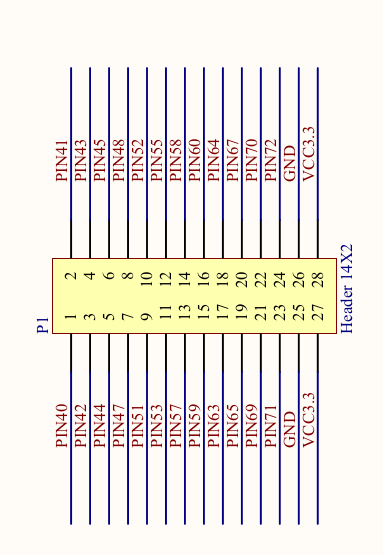 PIN41
PIN43
PIN45
PIN48
PIN52
PIN55
PIN58
PIN60
PIN64
PIN67
PIN70
PIN72
GND
VCC3.3
2 4 6 8 10 12 14 16 18 20 22 24 26 28
1 3 5 7 9 11 13 15 17 19 21 23 25 27
P1
Header 14X2
PIN40
PIN42
PIN44
PIN47
PIN51
PIN53
PIN57
PIN59
PIN63
PIN65
PIN69
PIN71
GND
VCC3.3